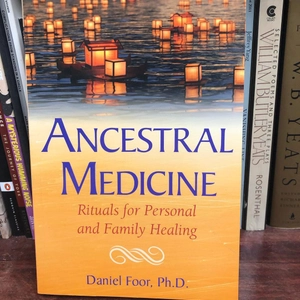 ANCESTRAL
MEDICINE
Rituals for Personal
and Family Healing
Daniel Foor, Ph.D.
WILLIAM BUTLER YEATS
ROSENTHAL
W. B. YEATS